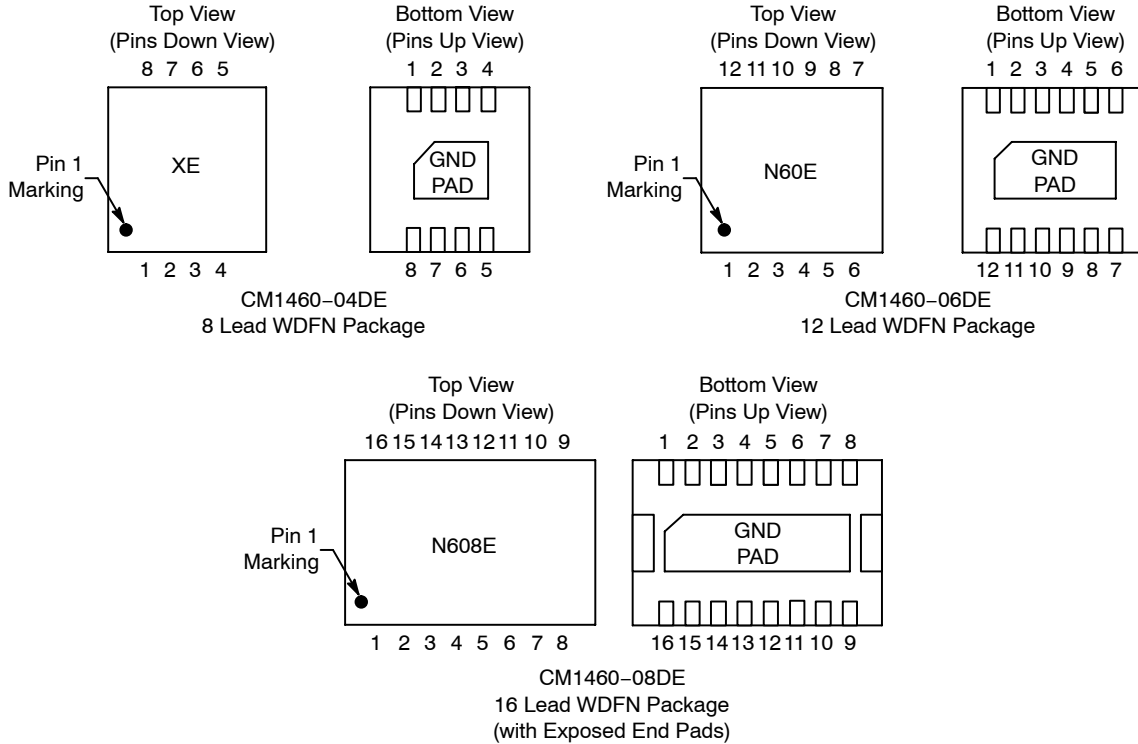 Top View
(Pins Down View)
8 7 6 5
Pin 1
Marking
XE
1 2 3 4
Bottom View
(Pins Up View)
1 2 3 4
GND
PAD
8 7 6 5
CM1460−04DE
8 Lead WDFN Package
Top View
(Pins Down View)
12 11 10 9 8 7
Pin 1
Marking
N60E
1 2 3 4 5 6
Bottom View
(Pins Up View)
1 2 3 4 5 6
GND
PAD
12 11 10 9 8 7
CM1460−06DE
12 Lead WDFN Package
Top View
(Pins Down View)
16 15 14 13 12 11 10 9
Pin 1
Marking
N608E
1 2 3 4 5 6 7 8
Bottom View
(Pins Up View)
1 2 3 4 5 6 7 8
GND
PAD
16 15 14 13 12 11 10 9
CM1460−08DE
16 Lead WDFN Package
(with Exposed End Pads)